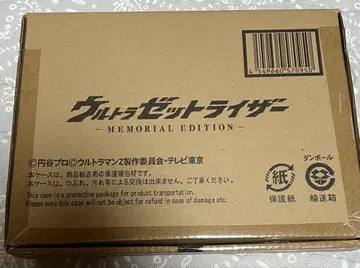 4549660570950
ウルトラゼットライザー
―MEMORIAL EDITION―
©円谷プロ©ウルトラマンZ製作委員会・テレビ東京
本ケースは、商品輸送用の保護梱包材です。
本ケースは、つぶれ、汚れ等による交換は出来ません。ご了承ください。
This case is a protective package for product transportation.
Please note this case will not be object for refund in case of damage etc.
紙
保護紙
ダンボール
輸送箱